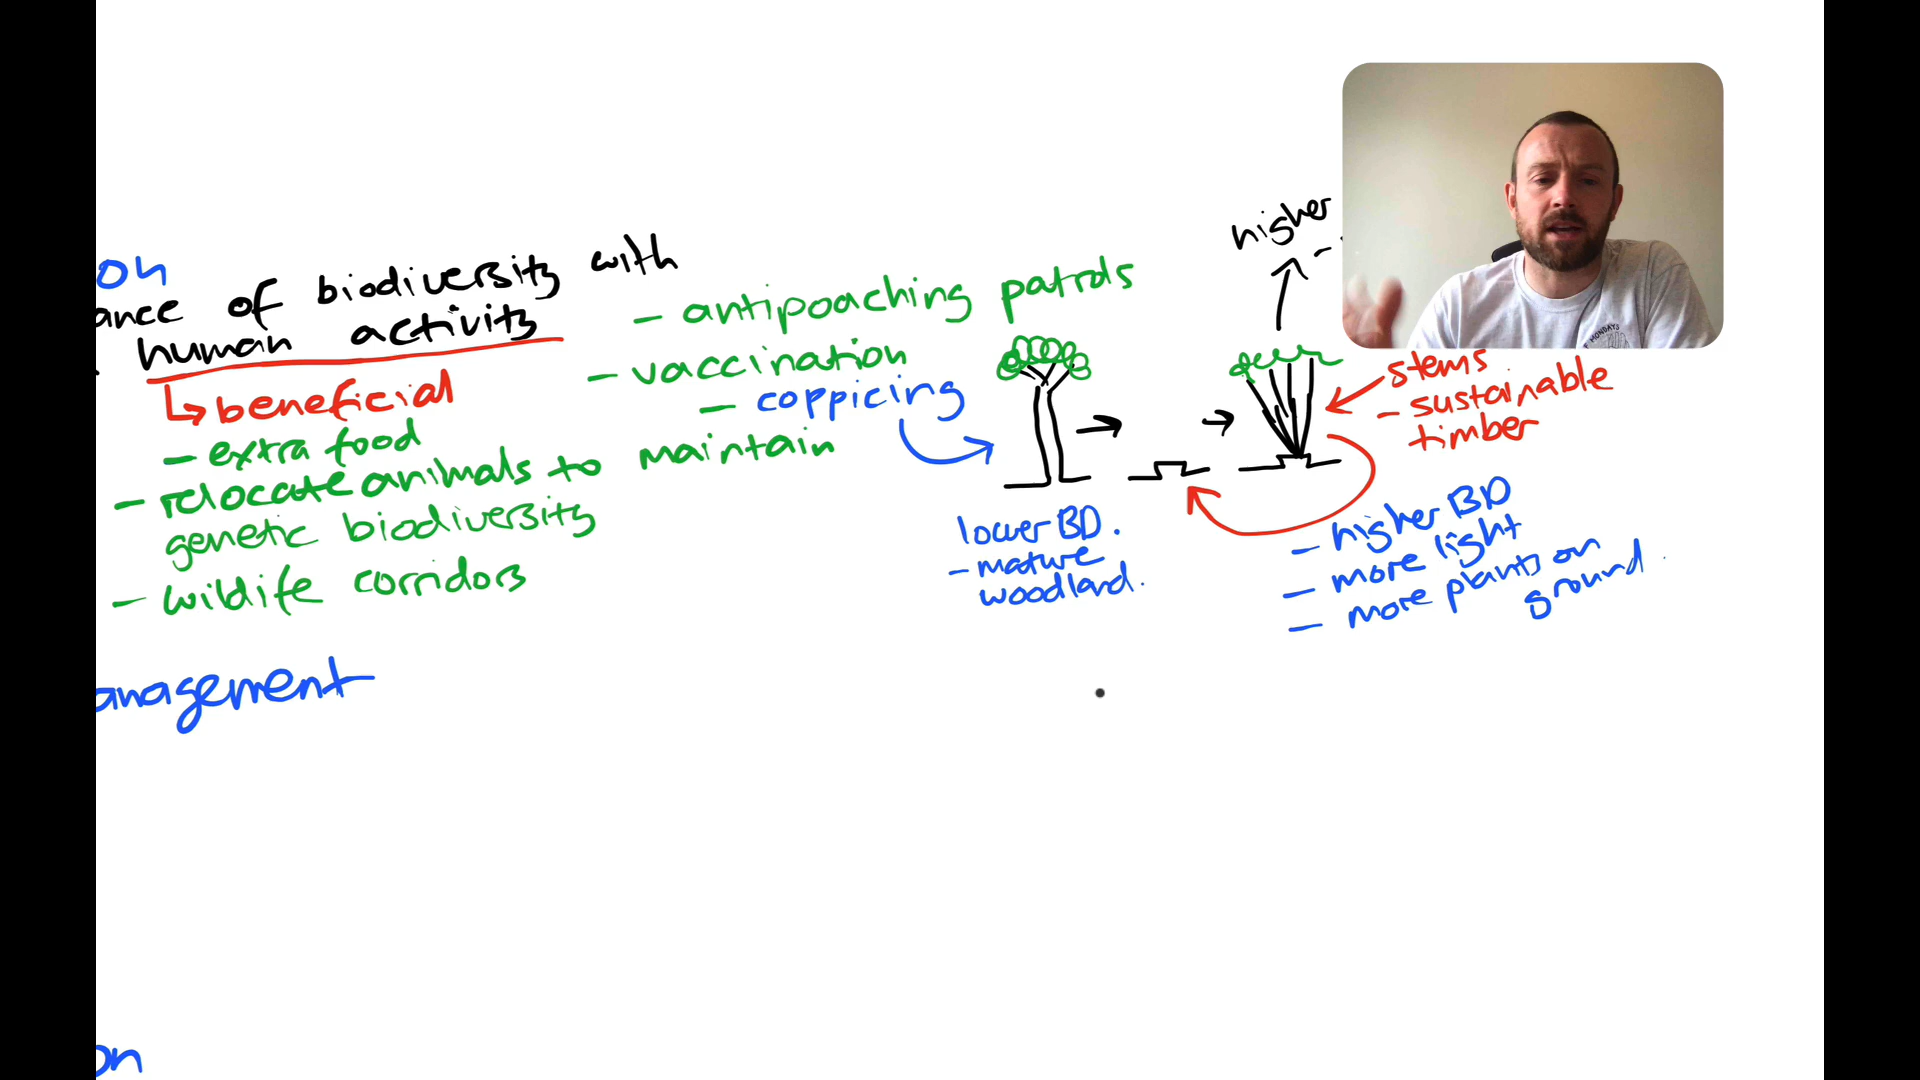 on
ance of biodiversity with
human activity
beneficial
- extra food
- relocate animals to maintain
genetic biodiversity
- wildlife corridors
- antipoaching patrols
- vaccination
- coppicing
lower BD.
- mature
woodland.
higher
stems
- sustainable
timber
- higher BD
- more light
- more plants on
ground
anagement
on
MONDAYS